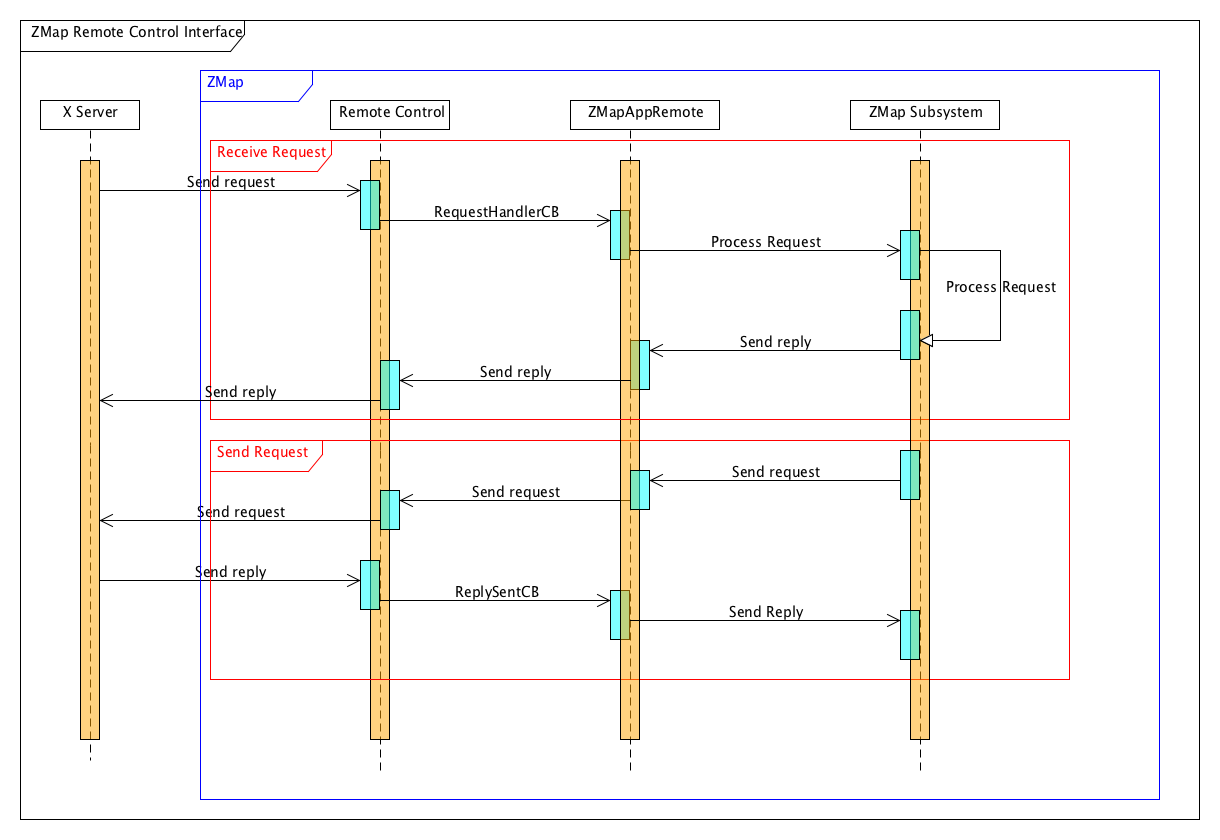 ZMap Remote Control Interface
ZMap
X Server
Remote Control
ZMapAppRemote
ZMap Subsystem
Receive Request
Send request
RequestHandlerCB
Process Request
Process Request
Send reply
Send reply
Send reply
Send Request
Send request
Send request
Send request
Send reply
ReplySentCB
Send Reply